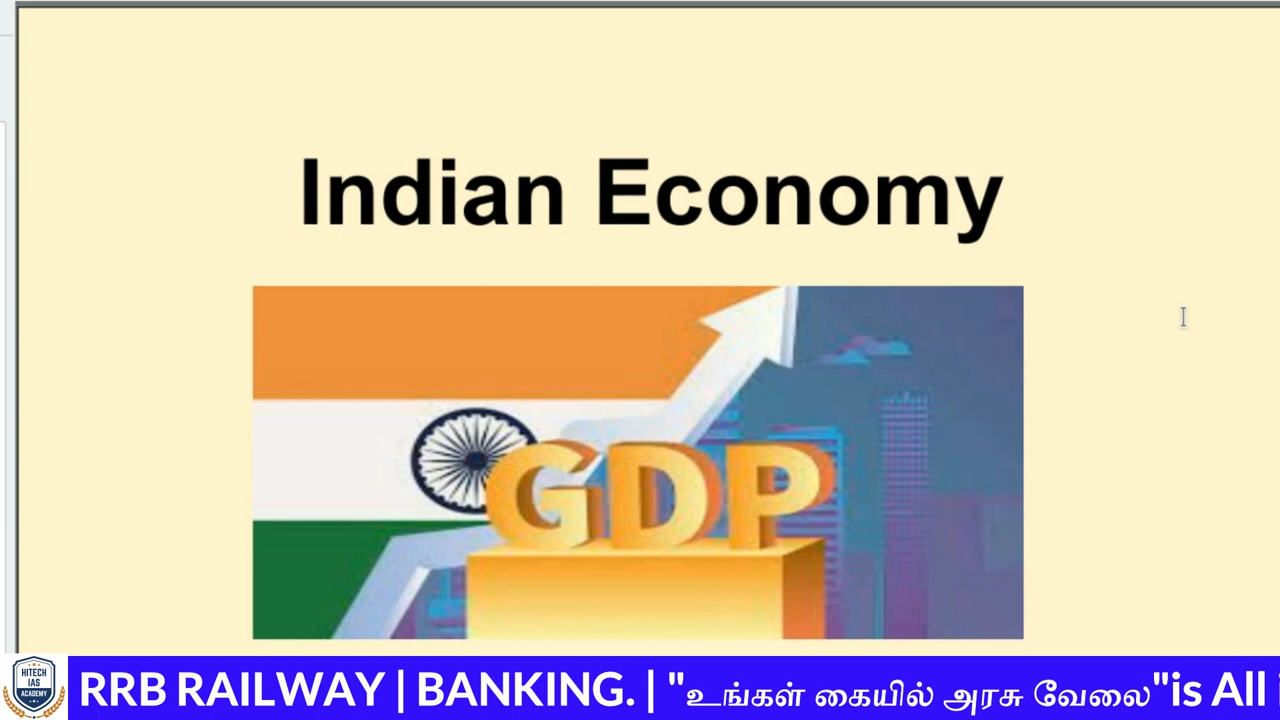 Indian Economy
GDP
HITECH
IAS
ACADEMY
RRB RAILWAY | BANKING. | "உங்கள் கையில் அரசு வேலை"is All